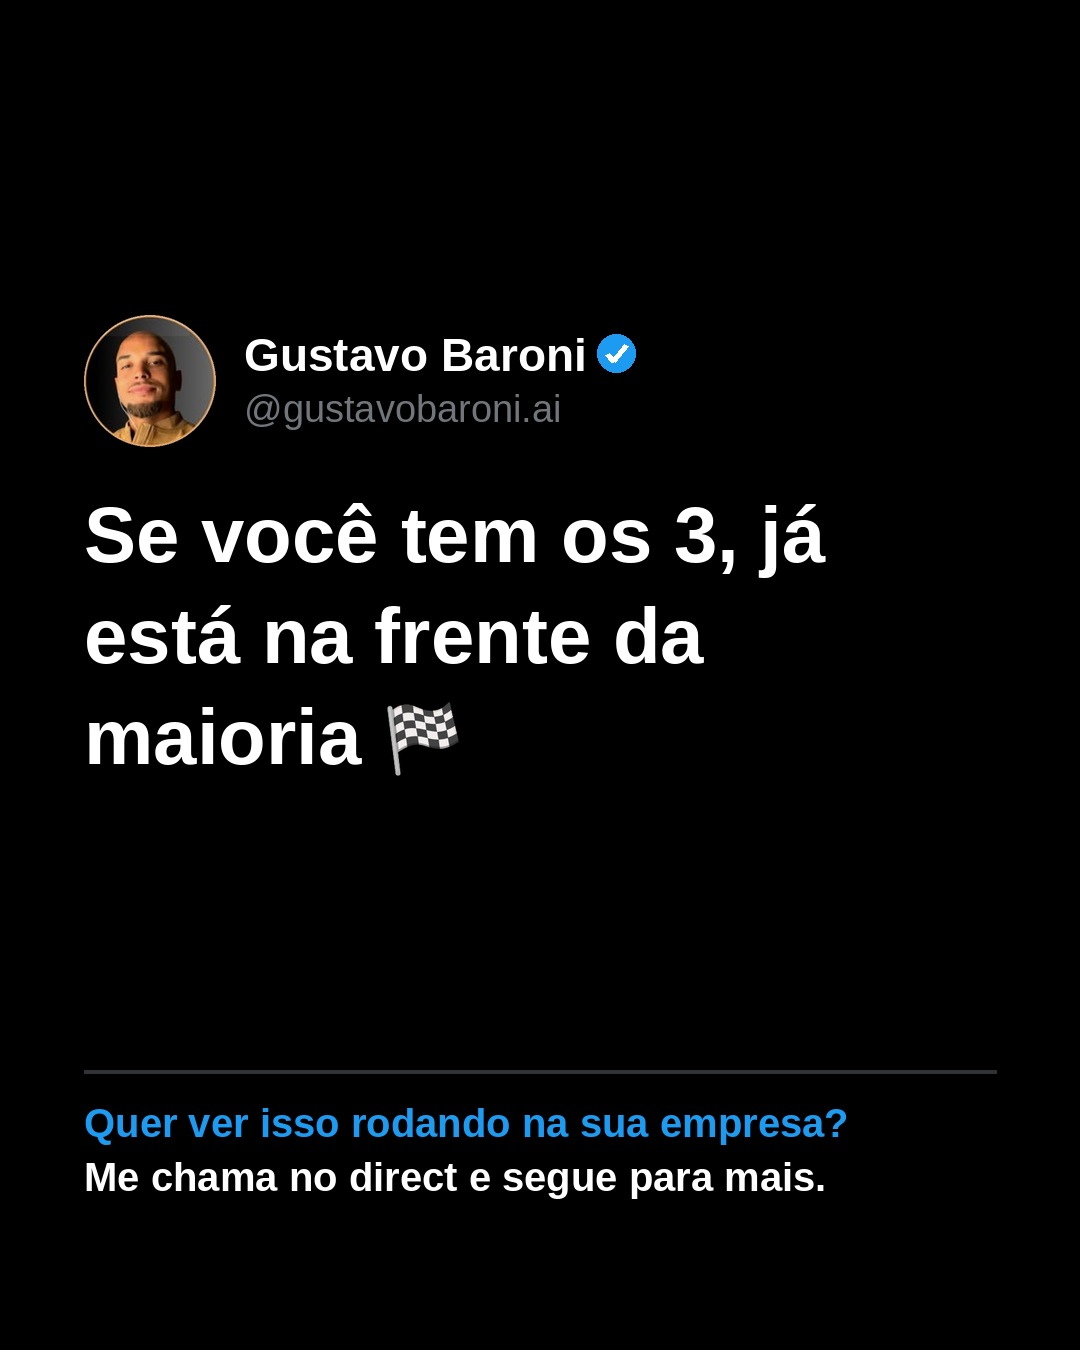 Gustavo Baroni
@gustavobaroni.ai
Se você tem os 3, já
está na frente da
maioria 🏁
Quer ver isso rodando na sua empresa?
Me chama no direct e segue para mais.